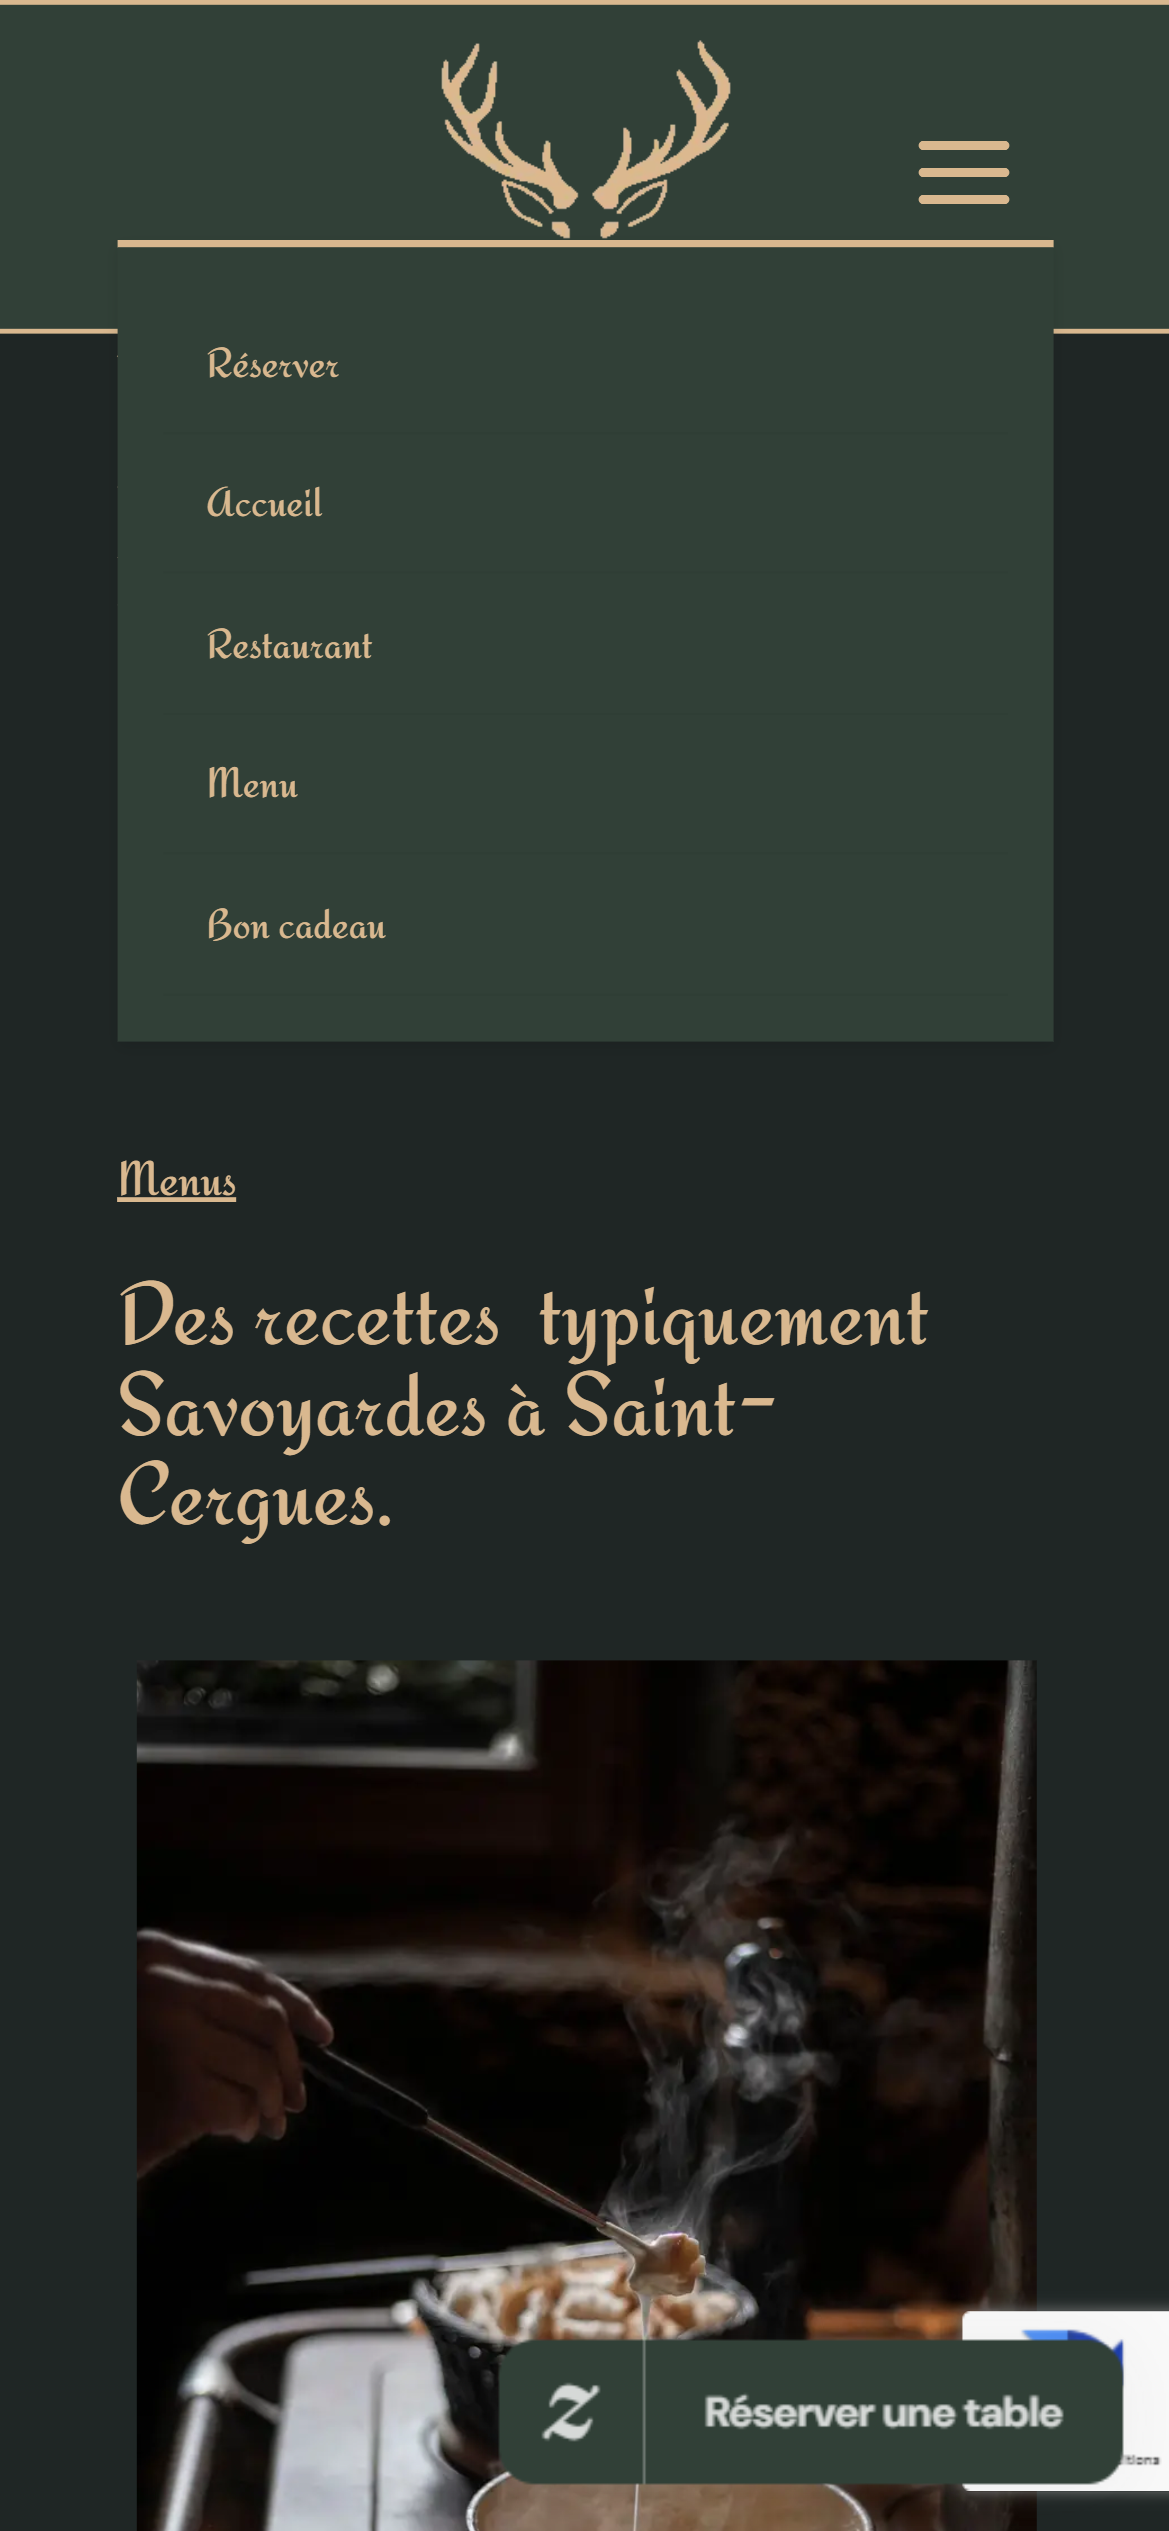 Réserver
Accueil
Restaurant
Menu
Bon cadeau
Menus
Des recettes typiquement
Savoyardes à Saint-
Cergues.
Z
Réserver une table